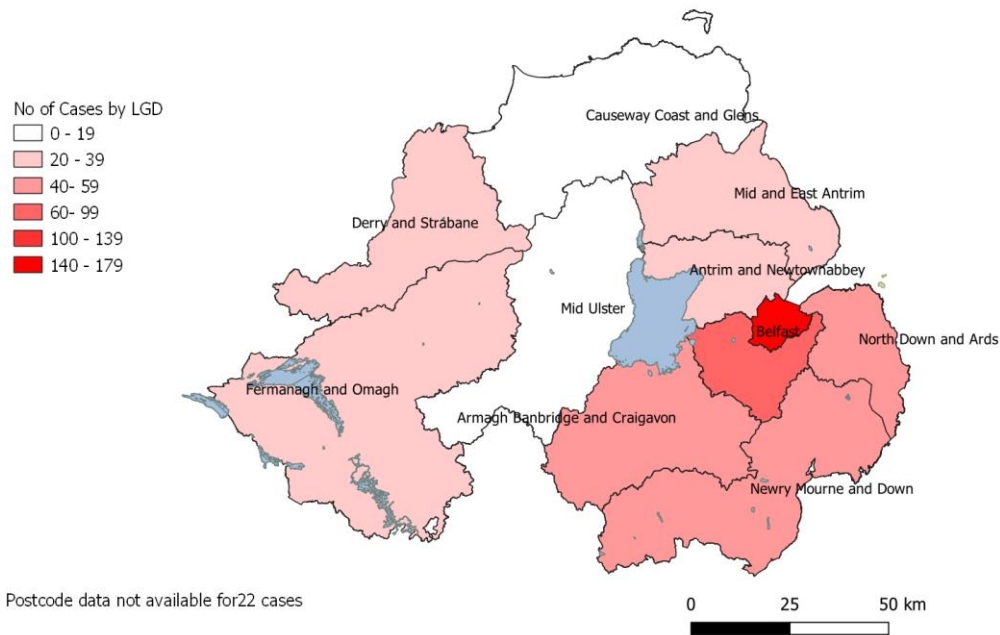 No of Cases by LGD
0 - 19
20 - 39
40- 59
60 - 99
100 - 139
140 - 179
Causeway Coast and Glens
Mid and East Antrim
Derry and Strabane
Antrim and Newtownabbey
Mid Ulster
Belfast
North Down and Ards
Fermanagh and Omagh
Armagh Banbridge and Craigavon
Newry Mourne and Down
Postcode data not available for22 cases
0 25 50 km